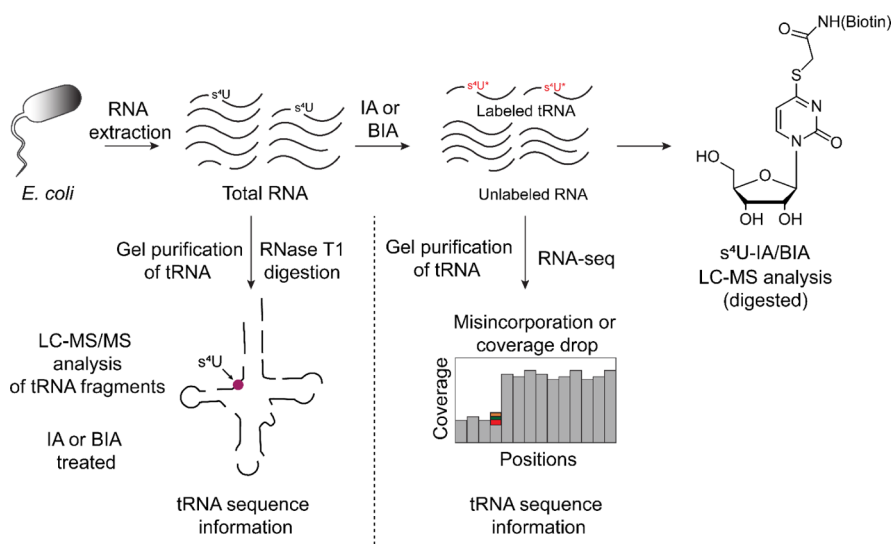 E. coli
RNA
extraction
s⁴U
s⁴U
Total RNA
IA or
BIA
s⁴U*
s⁴U*
Labeled tRNA
Unlabeled RNA
O
NH(Biotin)
S
N
N
O
HO
O
OH
OH
s⁴U-IA/BIA
LC-MS analysis
(digested)
Gel purification
of tRNA
RNase T1
digestion
LC-MS/MS
analysis
of tRNA fragments
s⁴U
IA or BIA
treated
tRNA sequence
information
Gel purification
of tRNA
RNA-seq
Misincorporation or
coverage drop
Coverage
Positions
tRNA sequence
information